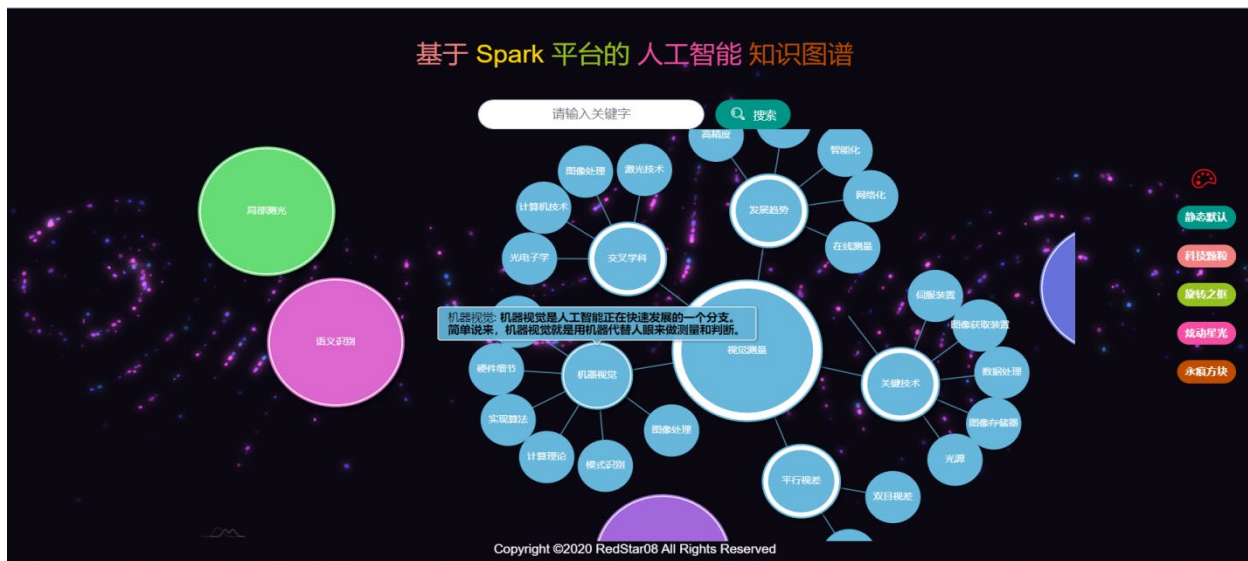 基于 Spark 平台的 人工智能 知识图谱
请输入关键字
搜索
高精度
智能化
图像处理
激光技术
局部测光
计算机技术
发展趋势
网络化
静态默认
光电子学
交叉学科
在线测量
科技颗粒
伺服装置
旋转之框
机器视觉: 机器视觉是人工智能正在快速发展的一个分支。
简单说来，机器视觉就是用机器代替人眼来做测量和判断。
图像获取装置
炫动星光
语义识别
视觉测量
硬件细节
机器视觉
关键技术
数据处理
永痕方块
实现算法
图像处理
图像存储器
计算理论
模式识别
光源
平行视差
双目视差
Copyright ©2020 RedStar08 All Rights Reserved